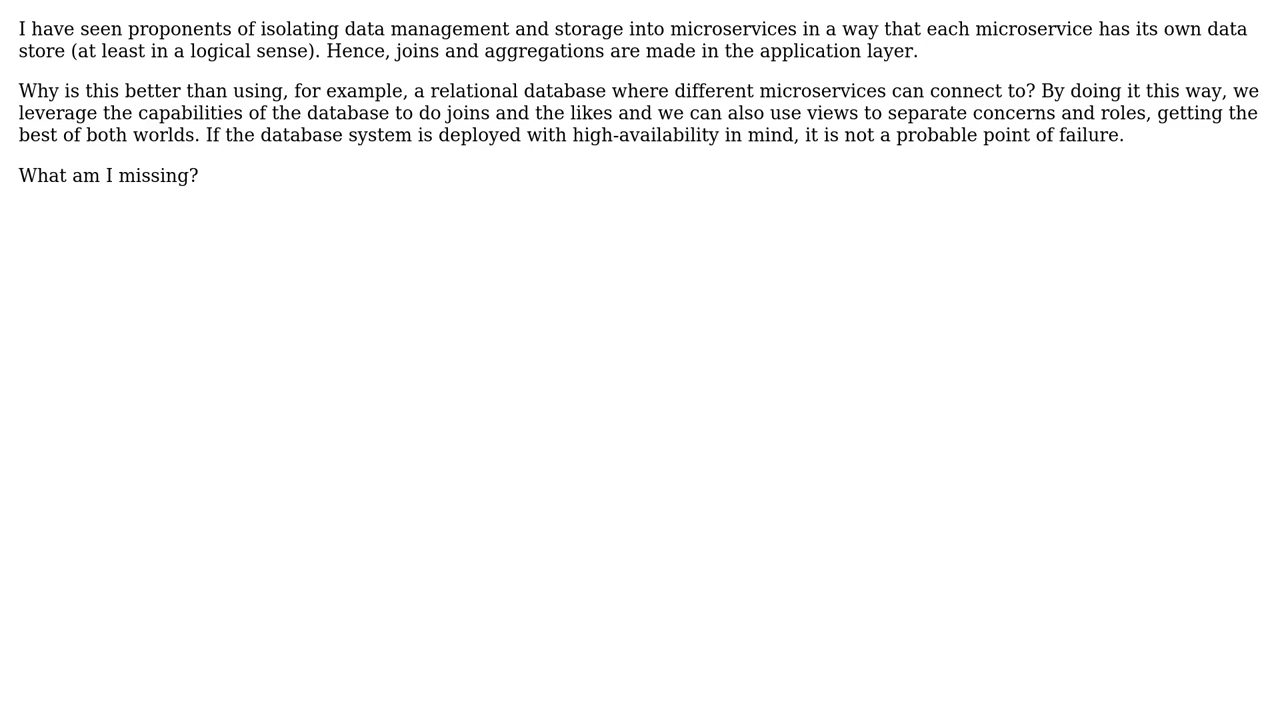 I have seen proponents of isolating data management and storage into microservices in a way that each microservice has its own data
store (at least in a logical sense). Hence, joins and aggregations are made in the application layer.
Why is this better than using, for example, a relational database where different microservices can connect to? By doing it this way, we
leverage the capabilities of the database to do joins and the likes and we can also use views to separate concerns and roles, getting the
best of both worlds. If the database system is deployed with high-availability in mind, it is not a probable point of failure.
What am I missing?